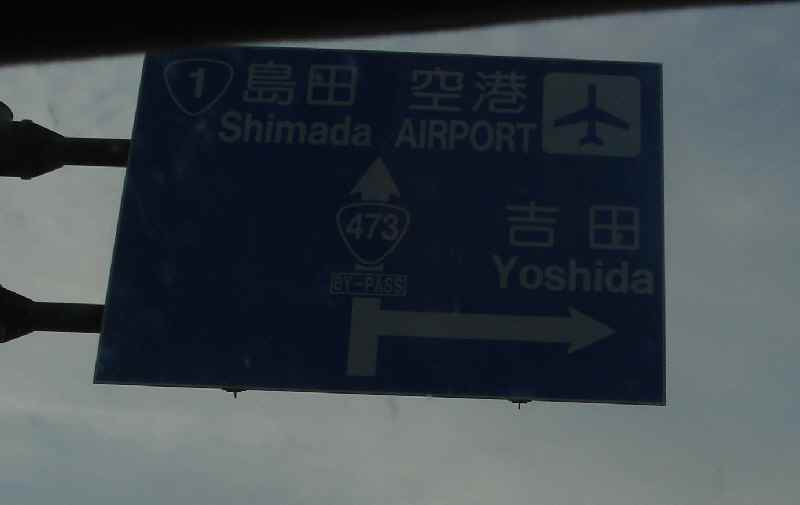 1 島田 空港
Shimada AIRPORT
473
BY-PASS
吉田
Yoshida